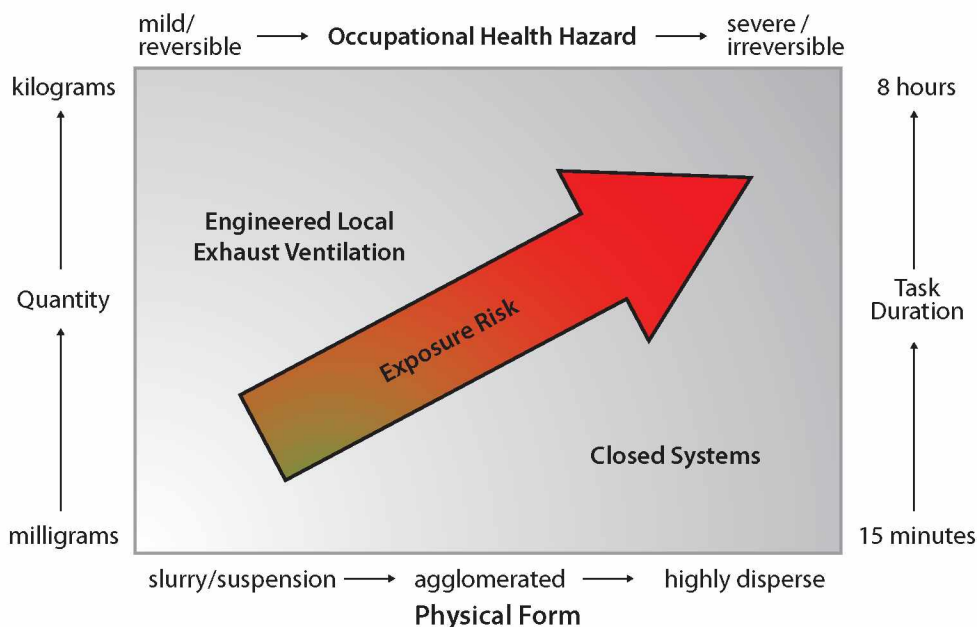 mild/
reversible
Occupational Health Hazard
severe /
irreversible
kilograms
8 hours
Engineered Local
Exhaust Ventilation
Quantity
Exposure Risk
Task
Duration
Closed Systems
milligrams
15 minutes
slurry/suspension
agglomerated
highly disperse
Physical Form